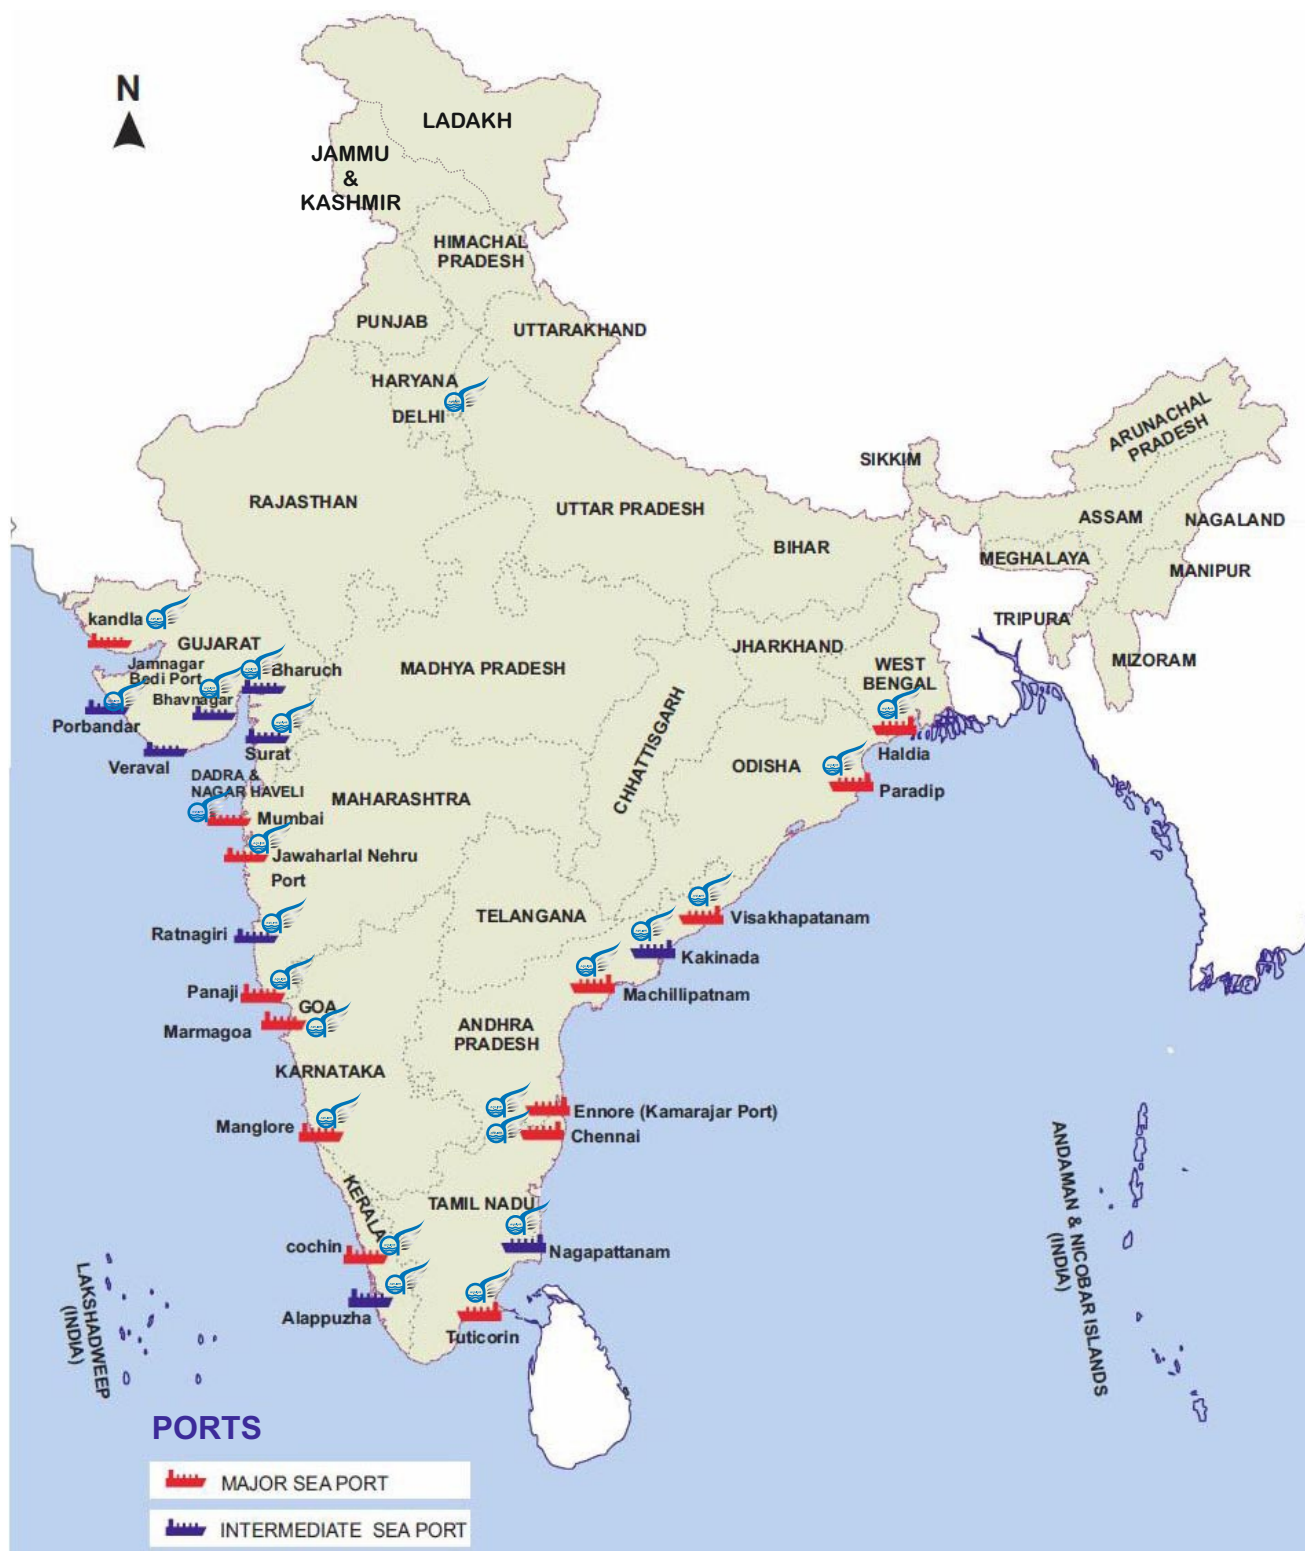 N
LADAKH
JAMMU
&
KASHMIR
HIMACHAL
PRADESH
PUNJAB
UTTARAKHAND
HARYANA
DELHI
ARUNACHAL
PRADESH
SIKKIM
RAJASTHAN
UTTAR PRADESH
ASSAM
NAGALAND
BIHAR
MEGHALAYA
MANIPUR
kandla
TRIPURA
GUJARAT
JHARKHAND
MIZORAM
Jamnagar
Bedi Port
Bharuch
MADHYA PRADESH
WEST
BENGAL
Bhavnagar
Porbandar
CHHATTISGARH
Veraval
Surat
Haldia
ODISHA
DADRA &
NAGAR HAVELI
MAHARASHTRA
Paradip
Mumbai
Jawaharlal Nehru
Port
TELANGANA
Visakhapatanam
Ratnagiri
Kakinada
Panaji
Machillipatnam
GOA
Marmagoa
ANDHRA
PRADESH
KARNATAKA
Ennore (Kamarajar Port)
Manglore
Chennai
KERALA
TAMIL NADU
cochin
Nagapattanam
ANDAMAN & NICOBAR ISLANDS
(INDIA)
LAKSHADWEEP
(INDIA)
Alappuzha
Tuticorin
PORTS
MAJOR SEA PORT
INTERMEDIATE SEA PORT